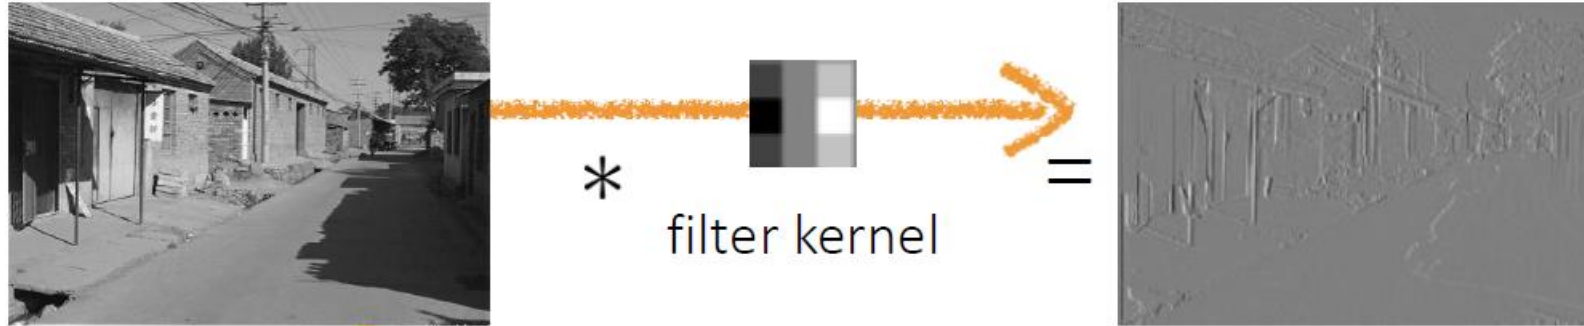 *
=
filter kernel